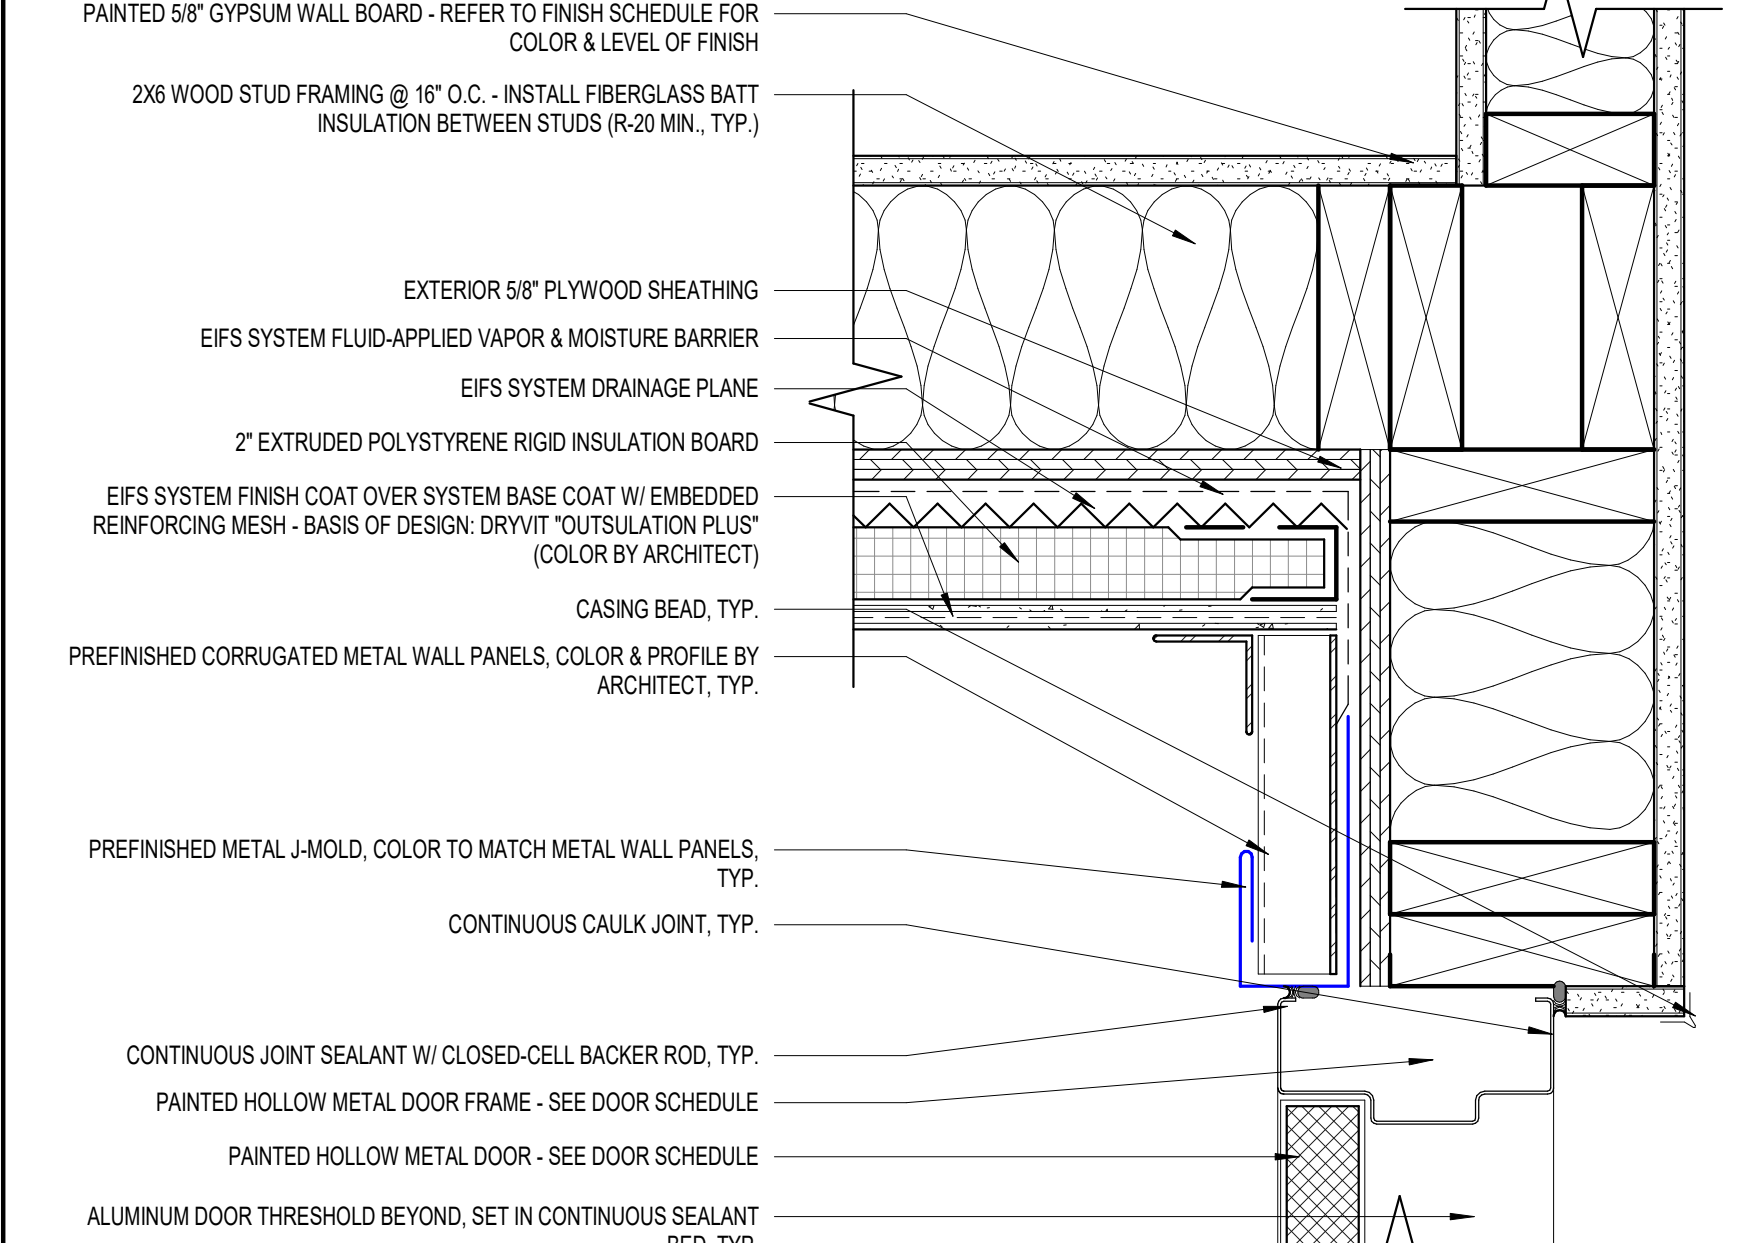 PAINTED 5/8" GYPSUM WALL BOARD - REFER TO FINISH SCHEDULE FOR
COLOR & LEVEL OF FINISH
2X6 WOOD STUD FRAMING @ 16" O.C. - INSTALL FIBERGLASS BATT
INSULATION BETWEEN STUDS (R-20 MIN., TYP.)
EXTERIOR 5/8" PLYWOOD SHEATHING
EIFS SYSTEM FLUID-APPLIED VAPOR & MOISTURE BARRIER
EIFS SYSTEM DRAINAGE PLANE
2" EXTRUDED POLYSTYRENE RIGID INSULATION BOARD
EIFS SYSTEM FINISH COAT OVER SYSTEM BASE COAT W/ EMBEDDED
REINFORCING MESH - BASIS OF DESIGN: DRYVIT "OUTSULATION PLUS"
(COLOR BY ARCHITECT)
CASING BEAD, TYP.
PREFINISHED CORRUGATED METAL WALL PANELS, COLOR & PROFILE BY
ARCHITECT, TYP.
PREFINISHED METAL J-MOLD, COLOR TO MATCH METAL WALL PANELS,
TYP.
CONTINUOUS CAULK JOINT, TYP.
CONTINUOUS JOINT SEALANT W/ CLOSED-CELL BACKER ROD, TYP.
PAINTED HOLLOW METAL DOOR FRAME - SEE DOOR SCHEDULE
PAINTED HOLLOW METAL DOOR - SEE DOOR SCHEDULE
ALUMINUM DOOR THRESHOLD BEYOND, SET IN CONTINUOUS SEALANT
BED, TYP.